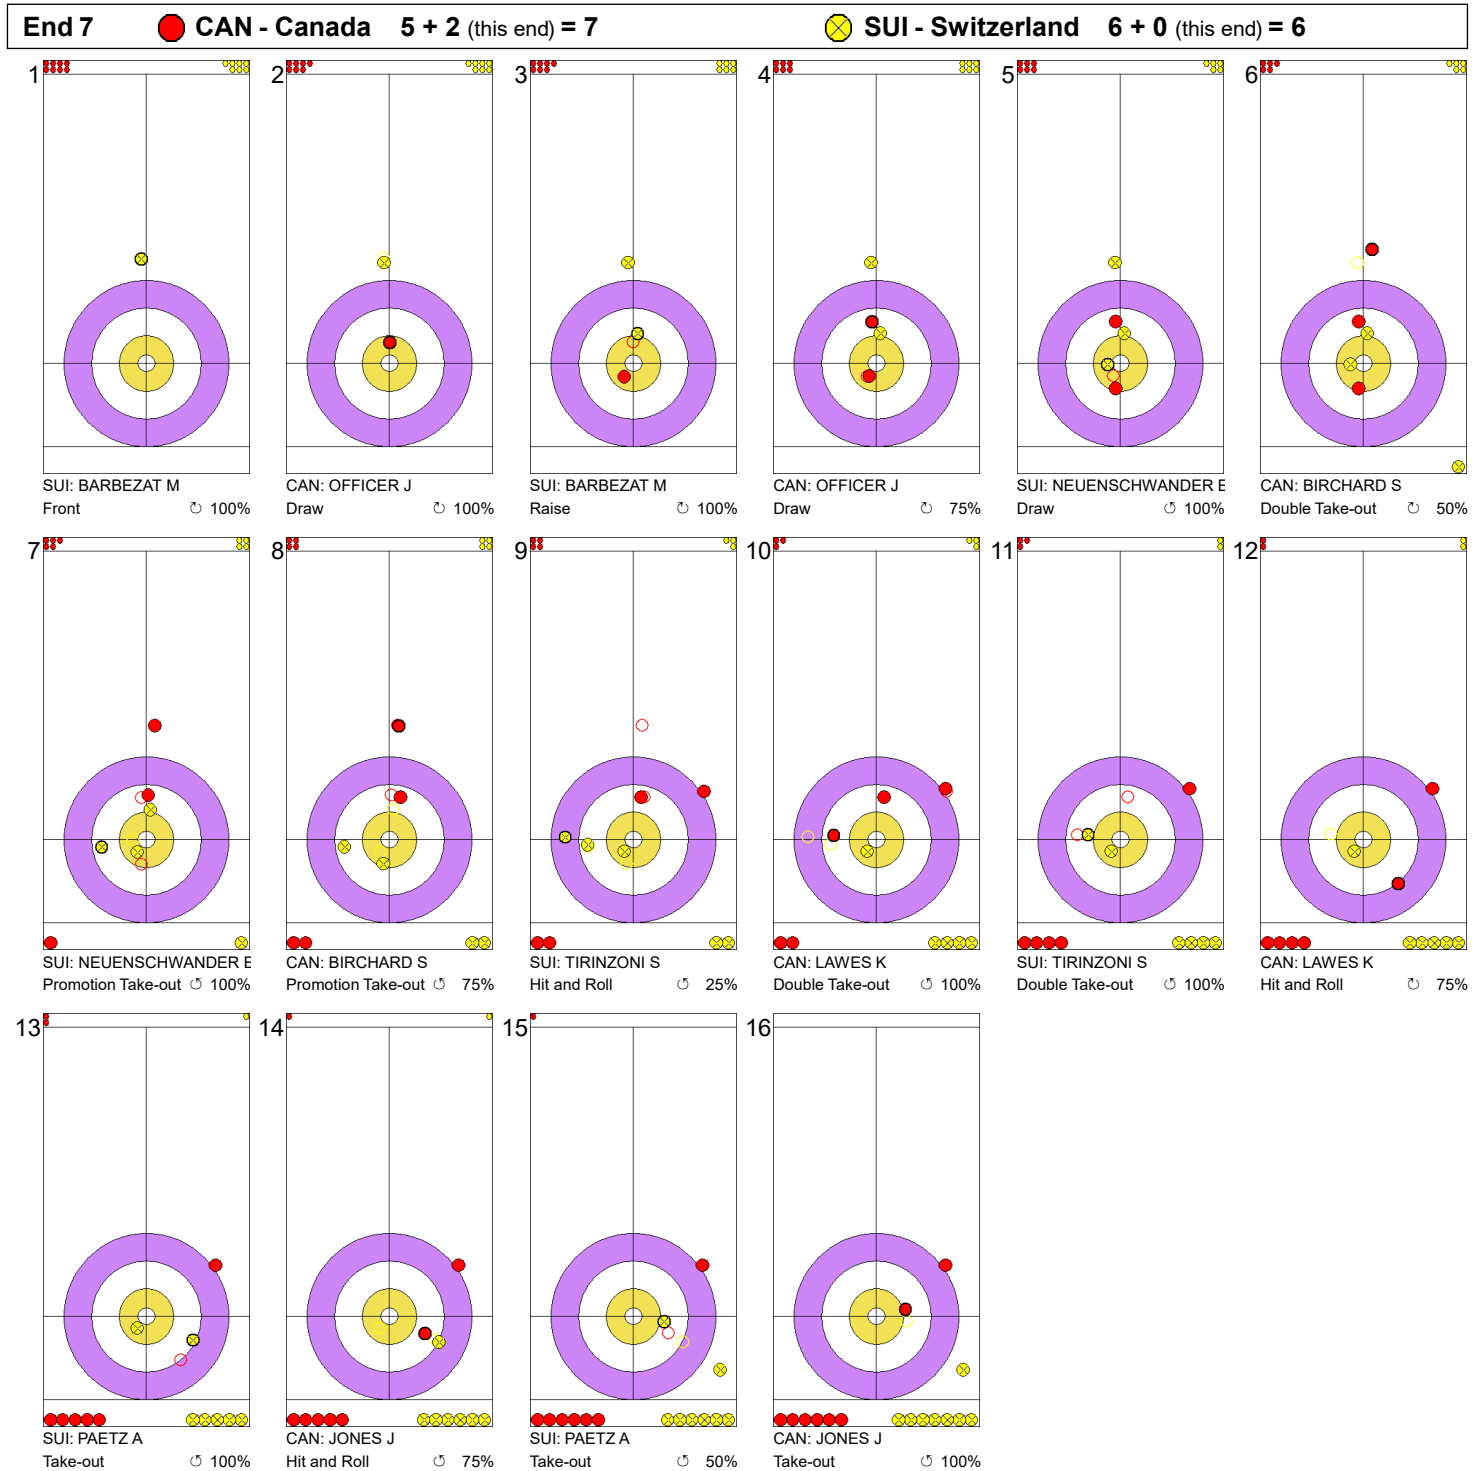 End 7 CAN - Canada 5 + 2 (this end) = 7 SUI - Switzerland 6 + 0 (this end) = 6
1 2 3 4 5 6
SUI: BARBEZAT M CAN: OFFICER J SUI: BARBEZAT M CAN: OFFICER J SUI: NEUENSCHWANDER E CAN: BIRCHARD S
Front ↻ 100% Draw ↻ 100% Raise ↻ 100% Draw ↻ 75% Draw ↻ 100% Double Take-out ↻ 50%
7 8 9 10 11 12
SUI: NEUENSCHWANDER E CAN: BIRCHARD S SUI: TIRINZONI S CAN: LAWES K SUI: TIRINZONI S CAN: LAWES K
Promotion Take-out ↺ 100% Promotion Take-out ↺ 75% Hit and Roll ↺ 25% Double Take-out ↺ 100% Double Take-out ↺ 100% Hit and Roll ↻ 75%
13 14 15 16
SUI: PAETZ A CAN: JONES J SUI: PAETZ A CAN: JONES J
Take-out ↺ 100% Hit and Roll ↺ 75% Take-out ↺ 50% Take-out ↺ 100%